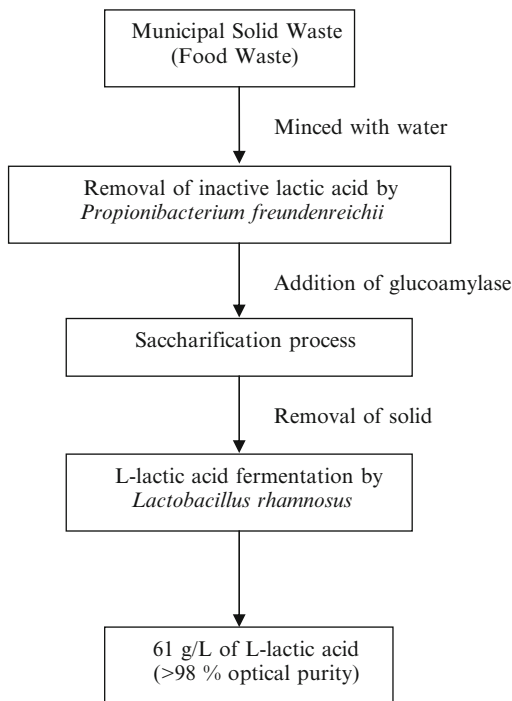 Municipal Solid Waste
(Food Waste)
Minced with water
Removal of inactive lactic acid by
Propionibacterium freundenreichii
Addition of glucoamylase
Saccharification process
Removal of solid
L-lactic acid fermentation by
Lactobacillus rhamnosus
61 g/L of L-lactic acid
(>98 % optical purity)